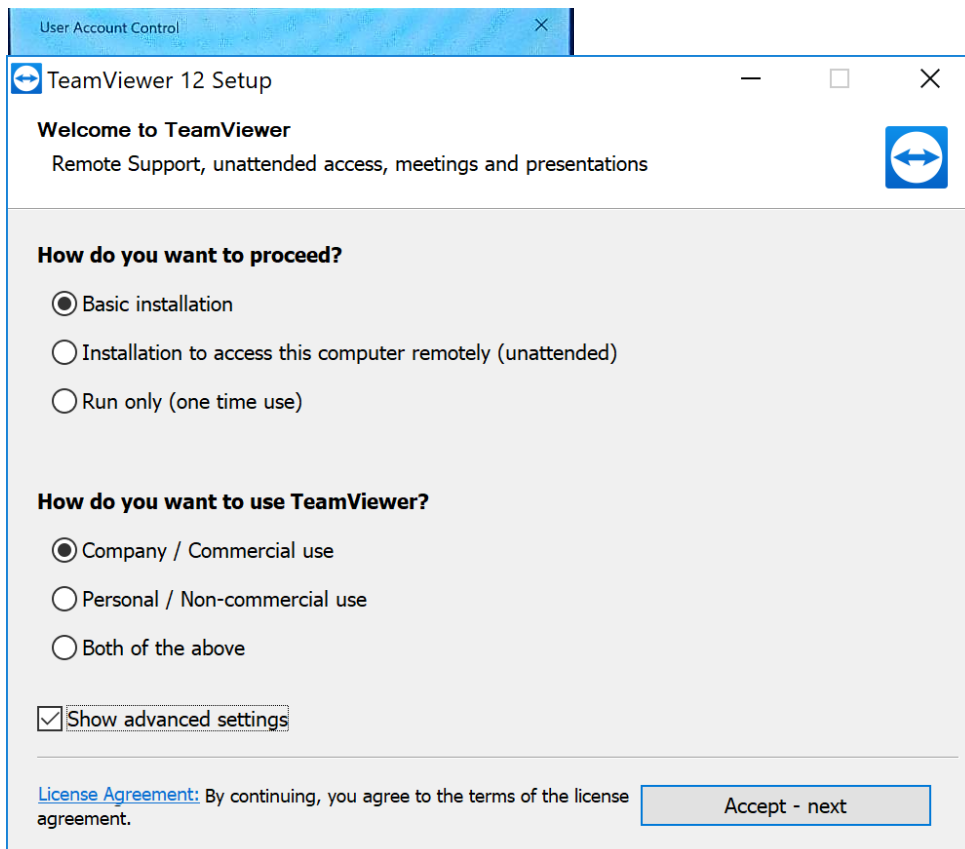 User Account Control
TeamViewer 12 Setup
Welcome to TeamViewer
Remote Support, unattended access, meetings and presentations
How do you want to proceed?
Basic installation
Installation to access this computer remotely (unattended)
Run only (one time use)
How do you want to use TeamViewer?
Company / Commercial use
Personal / Non-commercial use
Both of the above
Show advanced settings
License Agreement: By continuing, you agree to the terms of the license
agreement.
Accept - next